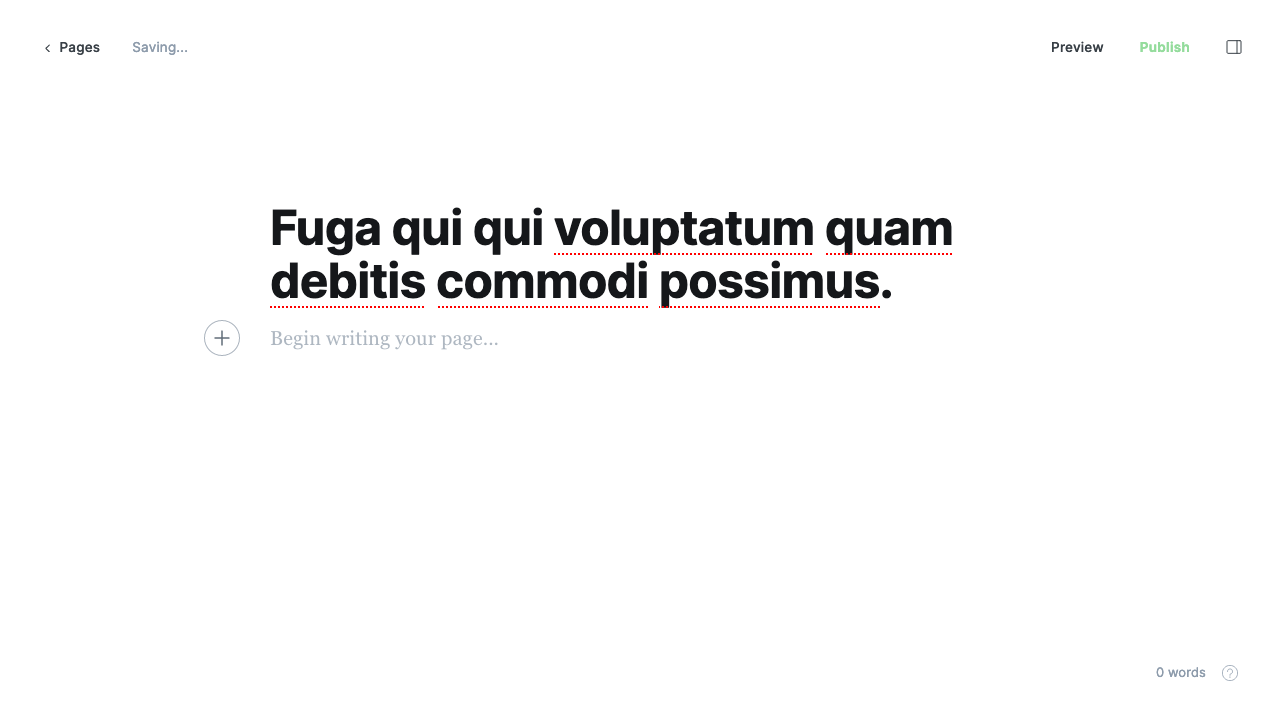 Pages
Saving...
Preview
Publish
Fuga qui qui voluptatum quam
debitis commodi possimus.
Begin writing your page...
0 words
?